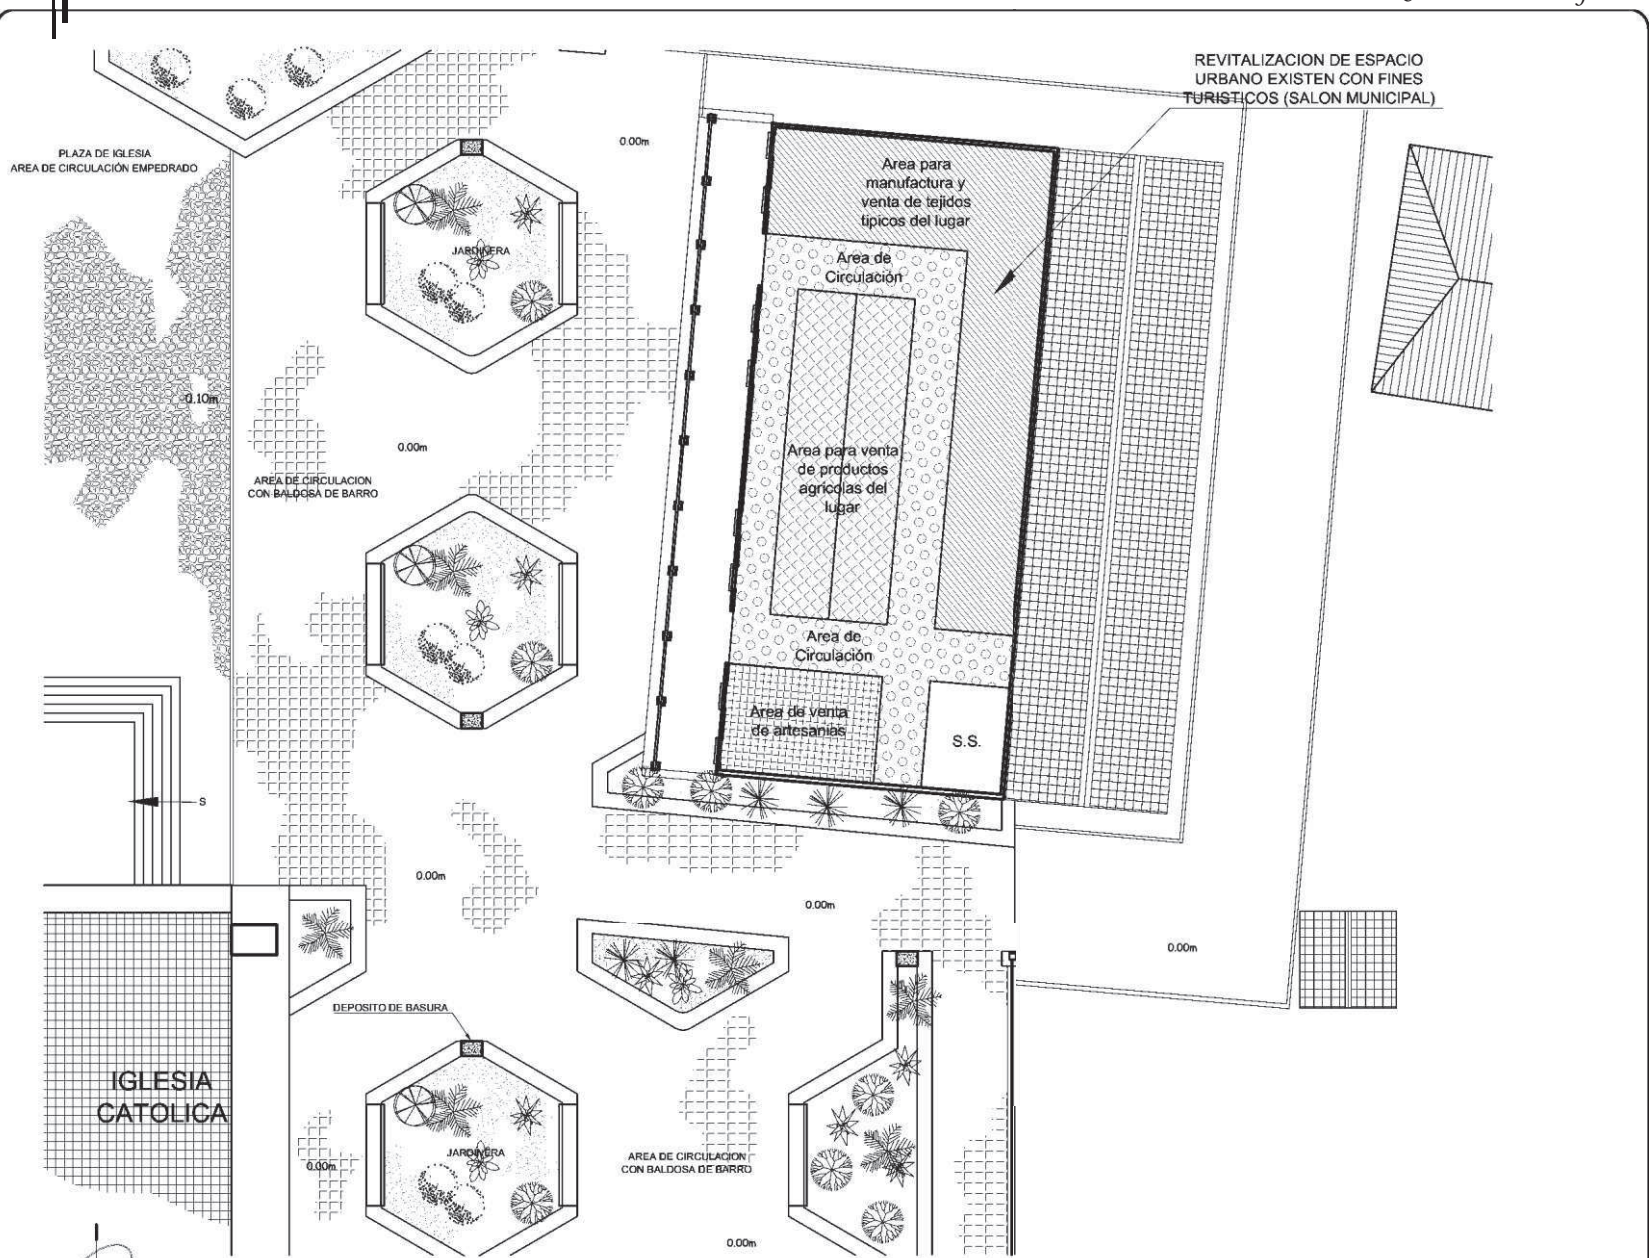 REVITALIZACION DE ESPACIO
URBANO EXISTEN CON FINES
TURISTICOS (SALON MUNICIPAL)
PLAZA DE IGLESIA
AREA DE CIRCULACIÓN EMPEDRADO
0.00m
Area para
manufactura y
venta de tejidos
tipicos del lugar
JARDINERA
Area de
Circulación
0.10m
0.00m
Area para venta
de productos
agricolas del
lugar
AREA DE CIRCULACION
CON BALDOSA DE BARRO
Area de
Circulación
Area de venta
de artesanias
S.S.
S
0.00m
0.00m
0.00m
DEPOSITO DE BASURA
IGLESIA
CATOLICA
JARDINERA
0.00m
AREA DE CIRCULACION
CON BALDOSA DE BARRO
0.00m